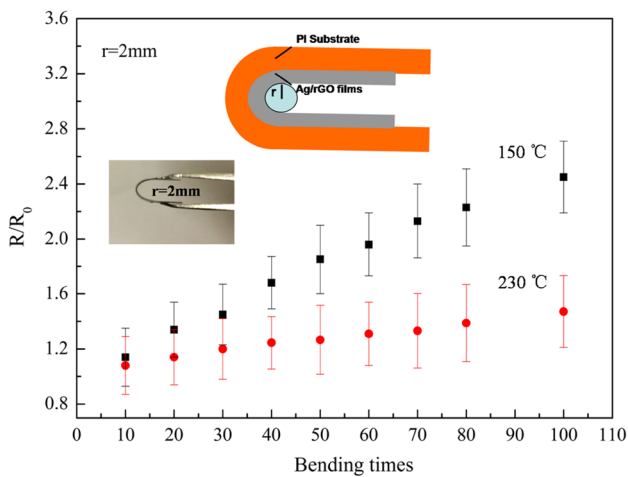 r=2mm
PI Substrate
Ag/rGO films
r
r=2mm
150 ℃
230 ℃
R/R0
3.6
3.2
2.8
2.4
2.0
1.6
1.2
0.8
0 10 20 30 40 50 60 70 80 90 100 110
Bending times